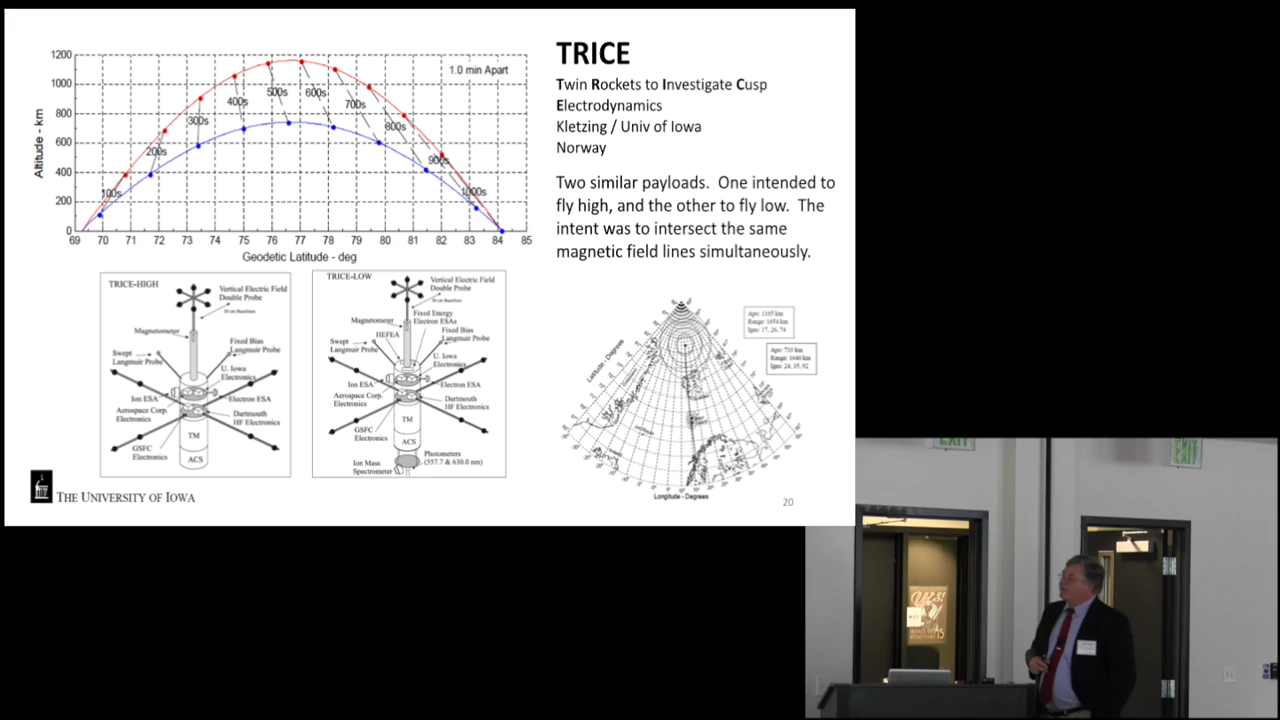 1200
1000
800
600
400
200
0
Altitude - km
1.0 min Apart
100s
200s
300s
400s
500s
600s
700s
800s
900s
1000s
69 70 71 72 73 74 75 76 77 78 79 80 81 82 83 84 85
Geodetic Latitude - deg
TRICE
Twin Rockets to Investigate Cusp
Electrodynamics
Kletzing / Univ of Iowa
Norway
Two similar payloads. One intended to
fly high, and the other to fly low. The
intent was to intersect the same
magnetic field lines simultaneously.
TRICE-HIGH
Vertical Electric Field
Double Probe
Magnetometer
Swept
Langmuir Probe
Fixed Bias
Langmuir Probe
U. Iowa
Electronics
Ion ESA
Electron ESA
Aerospace Corp.
Electronics
Dartmouth
HF Electronics
GSFC
Electronics
TM
ACS
TRICE-LOW
Vertical Electric Field
Double Probe
Fixed Energy
Electron ESAs
Magnetometer
HEFEA
Fixed Bias
Langmuir Probe
Swept
Langmuir Probe
U. Iowa
Electronics
Ion ESA
Electron ESA
Aerospace Corp.
Electronics
Dartmouth
HF Electronics
GSFC
Electronics
TM
ACS
Photometers
(557.7 & 630.0 nm)
Ion Mass
Spectrometer
Latitude - Degrees
Longitude - Degrees
THE UNIVERSITY OF IOWA
20
EXIT
EXIT
YES!